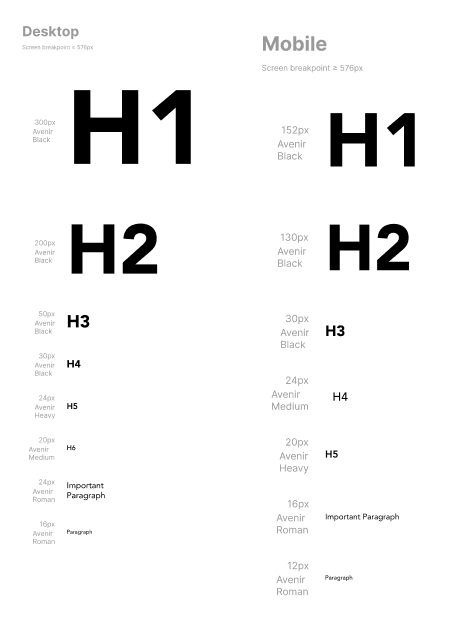 Desktop
Screen breakpoint ≤ 576px
300px
Avenir
Black
H1
200px
Avenir
Black
H2
50px
Avenir
Black
H3
30px
Avenir
Black
H4
24px
Avenir
Heavy
H5
20px
Avenir
Medium
H6
24px
Avenir
Roman
Important
Paragraph
16px
Avenir
Roman
Paragraph
Mobile
Screen breakpoint ≥ 576px
152px
Avenir
Black
H1
130px
Avenir
Black
H2
30px
Avenir
Black
H3
24px
Avenir
Medium
H4
20px
Avenir
Heavy
H5
16px
Avenir
Roman
Important Paragraph
12px
Avenir
Roman
Paragraph